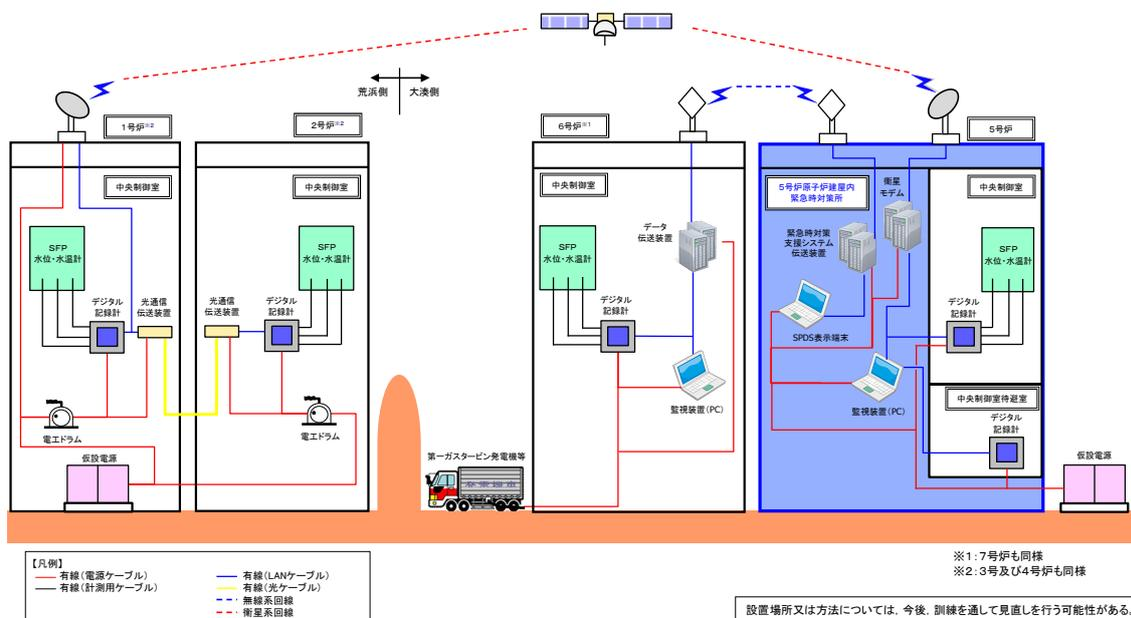 荒浜側
大湊側
1号炉※2
2号炉※2
6号炉※1
5号炉
中央制御室
中央制御室
中央制御室
5号炉原子炉建屋内
緊急時対策所
衛星
モデム
中央制御室
SFP
水位・水温計
SFP
水位・水温計
SFP
水位・水温計
データ
伝送装置
緊急時対策
支援システム
伝送装置
SFP
水位・水温計
デジタル
記録計
光通信
伝送装置
光通信
伝送装置
デジタル
記録計
デジタル
記録計
デジタル
記録計
SPDS表示端末
監視装置(PC)
監視装置(PC)
中央制御室待避室
デジタル
記録計
電工ドラム
電工ドラム
仮設電源
第一ガスタービン発電機等
仮設電源
【凡例】
有線(電源ケーブル)
有線(計測用ケーブル)
有線(LANケーブル)
有線(光ケーブル)
無線系回線
衛星系回線
※1:7号炉も同様
※2:3号及び4号炉も同様
設置場所又は方法については，今後，訓練を通して見直しを行う可能性がある。